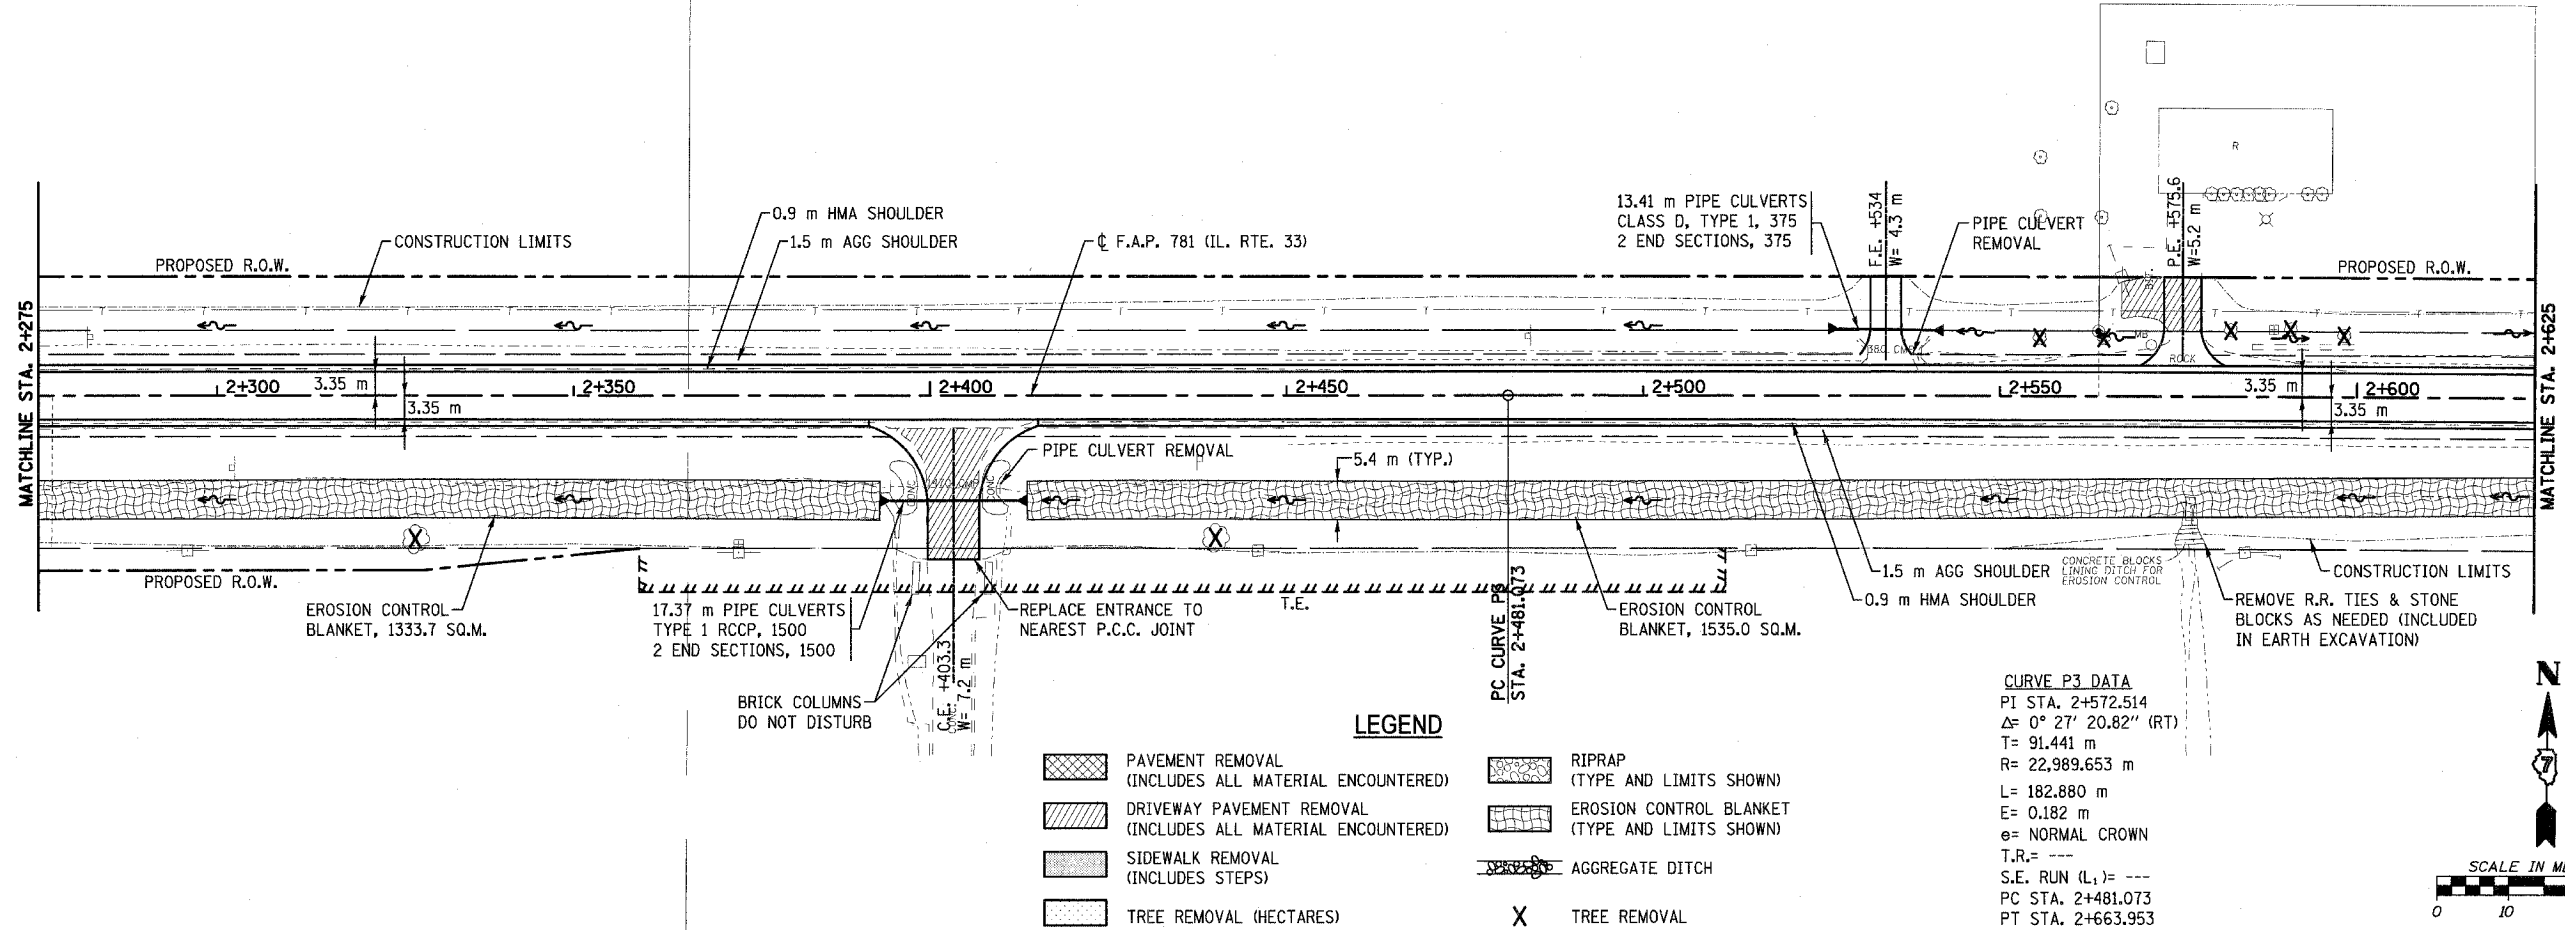 MATCHLINE STA. 2+275
PROPOSED R.O.W.
CONSTRUCTION LIMITS
0.9 m HMA SHOULDER
1.5 m AGG SHOULDER
℄ F.A.P. 781 (IL. RTE. 33)
13.41 m PIPE CULVERTS
CLASS D, TYPE 1, 375
2 END SECTIONS, 375
F.E. +534
W= 4.3 m
PIPE CULVERT
REMOVAL
P.E. +575.6
W=5.2 m
R
PROPOSED R.O.W.
MATCHLINE STA. 2+625
MB
380 CMP
ROCK
2+300
2+350
2+400
2+450
2+500
2+550
2+600
3.35 m
3.35 m
3.35 m
3.35 m
PIPE CULVERT REMOVAL
5.4 m (TYP.)
CONC
CONC
PROPOSED R.O.W.
EROSION CONTROL
BLANKET, 1333.7 SQ.M.
17.37 m PIPE CULVERTS
TYPE 1 RCCP, 1500
2 END SECTIONS, 1500
BRICK COLUMNS
DO NOT DISTURB
C.E. +403.3
W= 7.2 m
CONC
REPLACE ENTRANCE TO
NEAREST P.C.C. JOINT
T.E.
PC CURVE P3
STA. 2+481.073
EROSION CONTROL
BLANKET, 1535.0 SQ.M.
1.5 m AGG SHOULDER
0.9 m HMA SHOULDER
CONCRETE BLOCKS
LINING DITCH FOR
EROSION CONTROL
CONSTRUCTION LIMITS
REMOVE R.R. TIES & STONE
BLOCKS AS NEEDED (INCLUDED
IN EARTH EXCAVATION)
CURVE P3 DATA
PI STA. 2+572.514
Δ= 0° 27' 20.82" (RT)
T= 91.441 m
R= 22,989.653 m
L= 182.880 m
E= 0.182 m
e= NORMAL CROWN
T.R.= ---
S.E. RUN (L₁)= ---
PC STA. 2+481.073
PT STA. 2+663.953
LEGEND
PAVEMENT REMOVAL
(INCLUDES ALL MATERIAL ENCOUNTERED)
DRIVEWAY PAVEMENT REMOVAL
(INCLUDES ALL MATERIAL ENCOUNTERED)
SIDEWALK REMOVAL
(INCLUDES STEPS)
TREE REMOVAL (HECTARES)
RIPRAP
(TYPE AND LIMITS SHOWN)
EROSION CONTROL BLANKET
(TYPE AND LIMITS SHOWN)
AGGREGATE DITCH
X TREE REMOVAL
N
7
SCALE IN ME
0 10